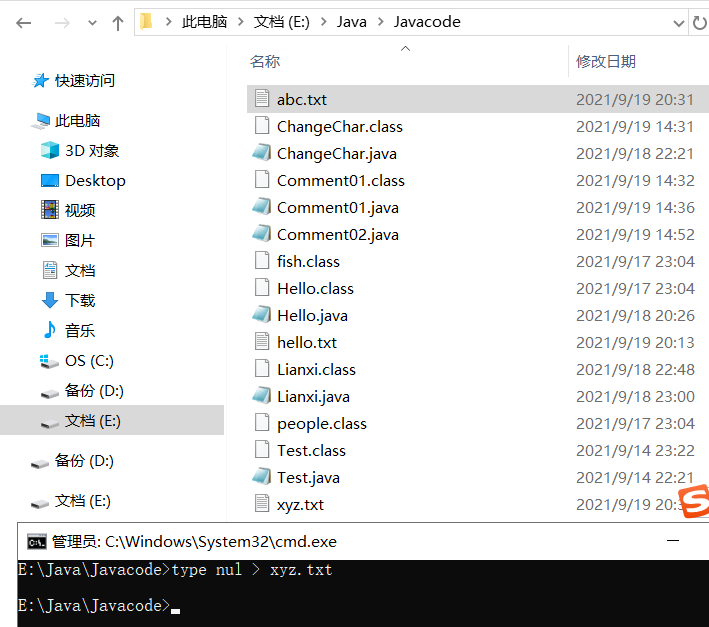 此电脑 文档 (E:) Java Javacode
名称 修改日期
快速访问
此电脑
3D 对象
Desktop
视频
图片
文档
下载
音乐
OS (C:)
备份 (D:)
文档 (E:)
备份 (D:)
文档 (E:)
abc.txt 2021/9/19 20:31
ChangeChar.class 2021/9/19 14:31
ChangeChar.java 2021/9/18 22:21
Comment01.class 2021/9/19 14:32
Comment01.java 2021/9/19 14:36
Comment02.java 2021/9/19 14:52
fish.class 2021/9/17 23:04
Hello.class 2021/9/17 23:04
Hello.java 2021/9/18 20:26
hello.txt 2021/9/19 20:13
Lianxi.class 2021/9/18 22:48
Lianxi.java 2021/9/18 23:00
people.class 2021/9/17 23:04
Test.class 2021/9/14 23:22
Test.java 2021/9/14 22:21
xyz.txt 2021/9/19
管理员: C:\Windows\System32\cmd.exe
E:\Java\Javacode>type nul > xyz.txt
E:\Java\Javacode>